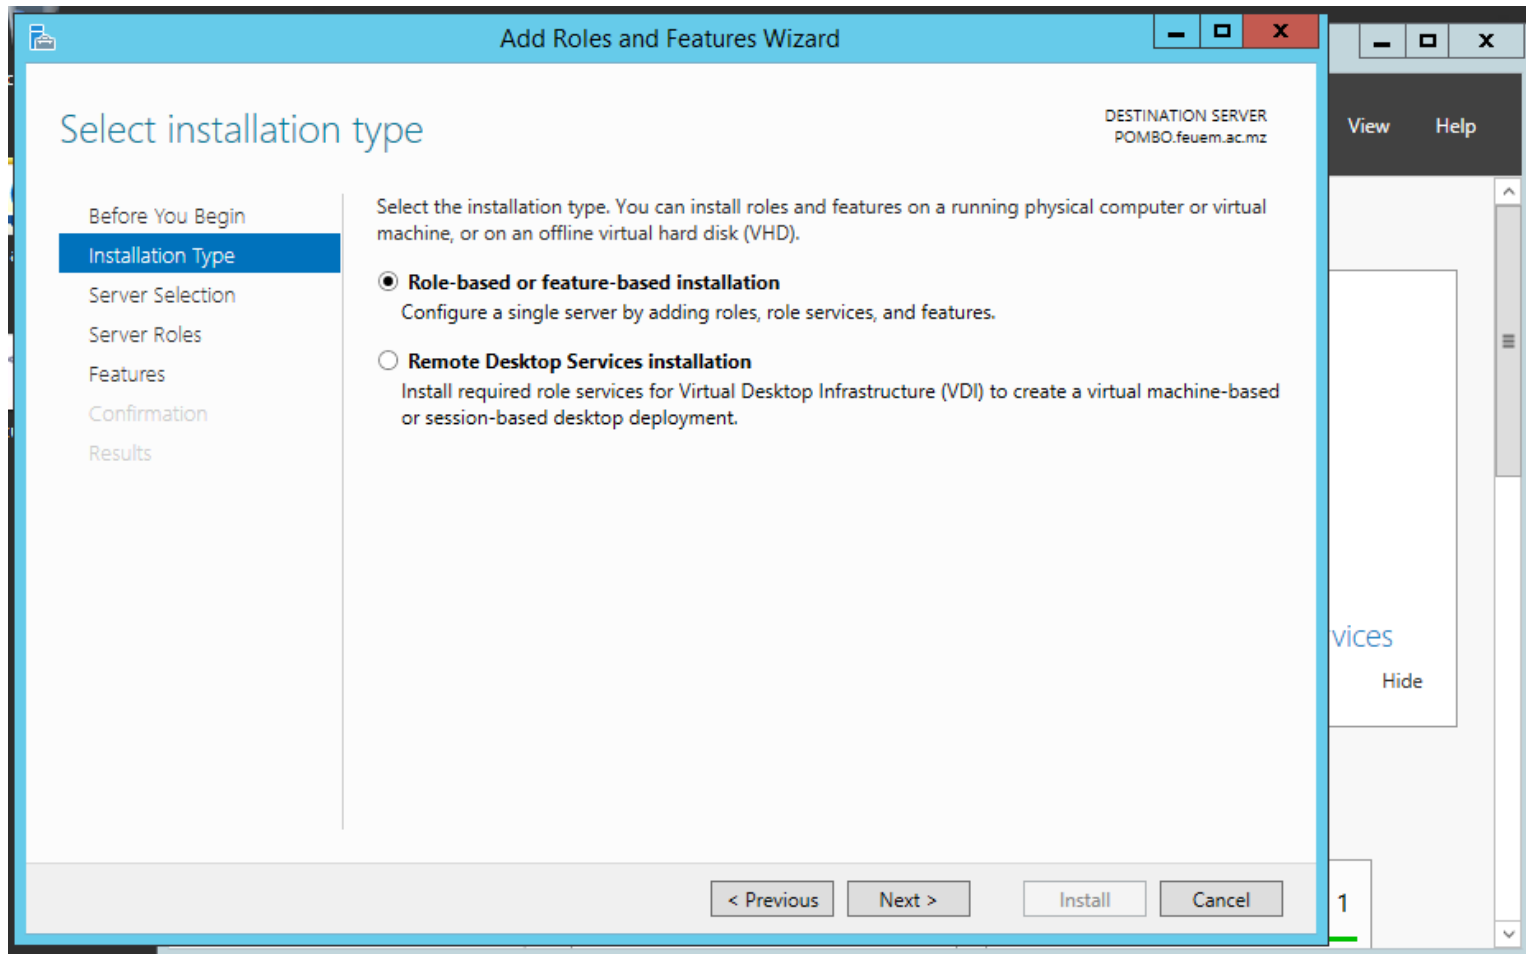 Add Roles and Features Wizard
Select installation type
DESTINATION SERVER
POMBO.feuem.ac.mz
View Help
Before You Begin
Installation Type
Server Selection
Server Roles
Features
Confirmation
Results
Select the installation type. You can install roles and features on a running physical computer or virtual
machine, or on an offline virtual hard disk (VHD).
Role-based or feature-based installation
Configure a single server by adding roles, role services, and features.
Remote Desktop Services installation
Install required role services for Virtual Desktop Infrastructure (VDI) to create a virtual machine-based
or session-based desktop deployment.
vices
Hide
< Previous
Next >
Install
Cancel
1